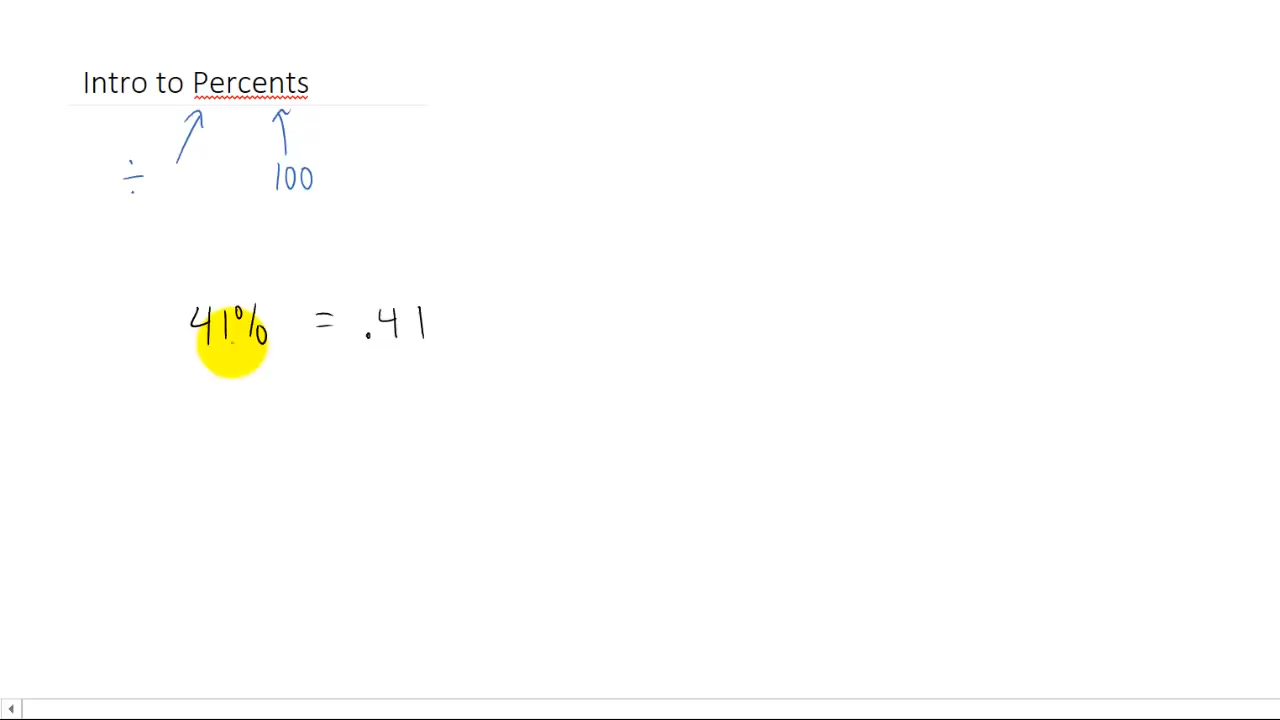 Intro to Percents
÷ 100
41% = .41